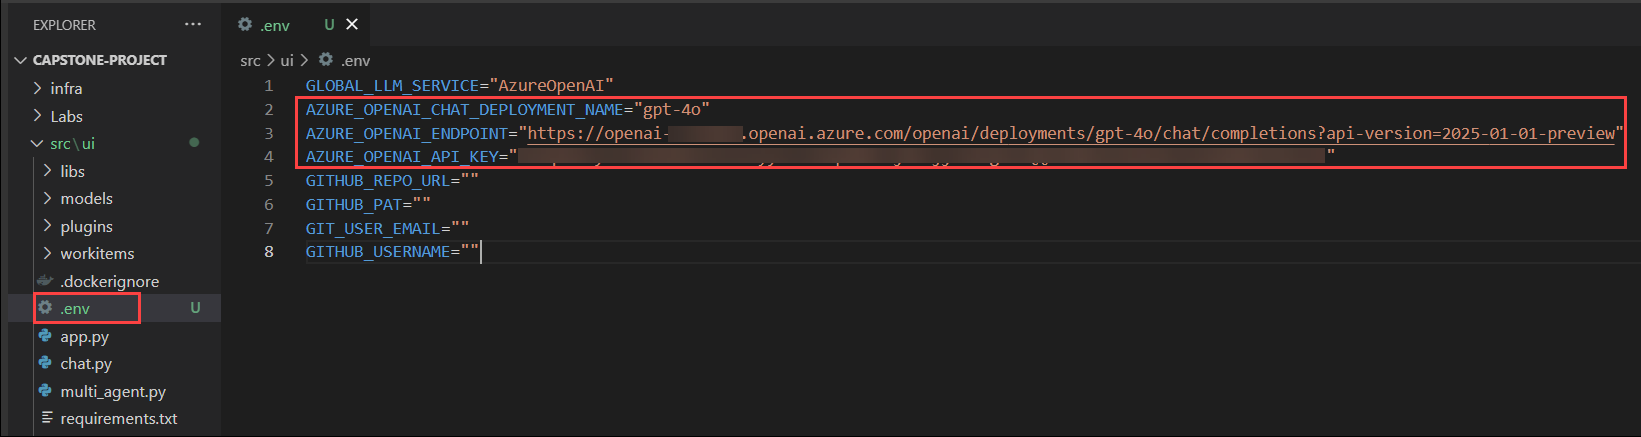 EXPLORER ...
CAPSTONE-PROJECT
infra
Labs
src\ui
libs
models
plugins
workitems
.dockerignore
.env U
app.py
chat.py
multi_agent.py
requirements.txt
.env U
src > ui > .env
1 GLOBAL_LLM_SERVICE="AzureOpenAI"
2 AZURE_OPENAI_CHAT_DEPLOYMENT_NAME="gpt-4o"
3 AZURE_OPENAI_ENDPOINT="https://openai- .openai.azure.com/openai/deployments/gpt-4o/chat/completions?api-version=2025-01-01-preview"
4 AZURE_OPENAI_API_KEY=" "
5 GITHUB_REPO_URL=""
6 GITHUB_PAT=""
7 GIT_USER_EMAIL=""
8 GITHUB_USERNAME=""